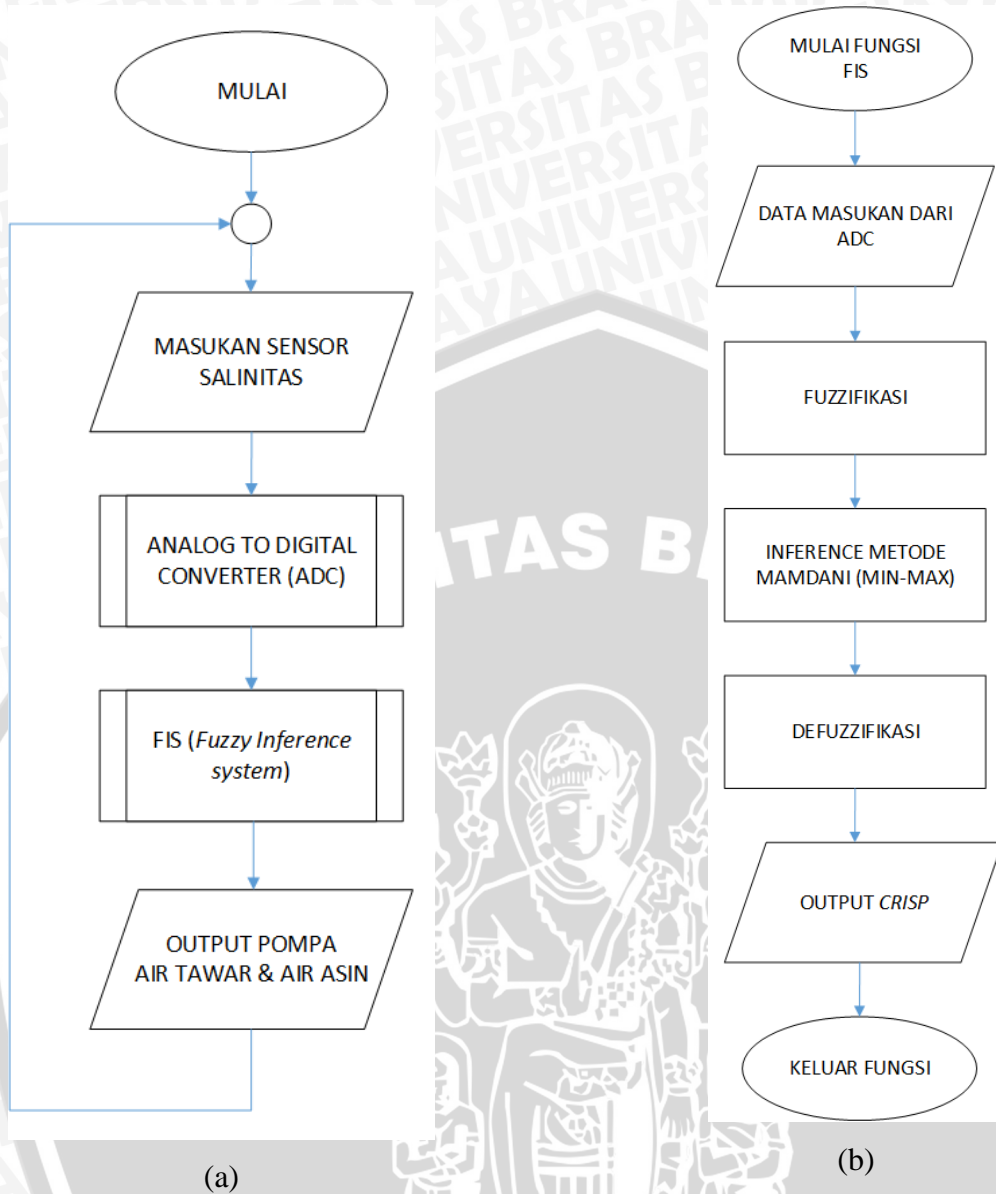 MULAI
MASUKAN SENSOR
SALINITAS
ANALOG TO DIGITAL
CONVERTER (ADC)
FIS (Fuzzy Inference
system)
OUTPUT POMPA
AIR TAWAR & AIR ASIN
(a)
MULAI FUNGSI
FIS
DATA MASUKAN DARI
ADC
FUZZIFIKASI
INFERENCE METODE
MAMDANI (MIN-MAX)
DEFUZZIFIKASI
OUTPUT CRISP
KELUAR FUNGSI
(b)